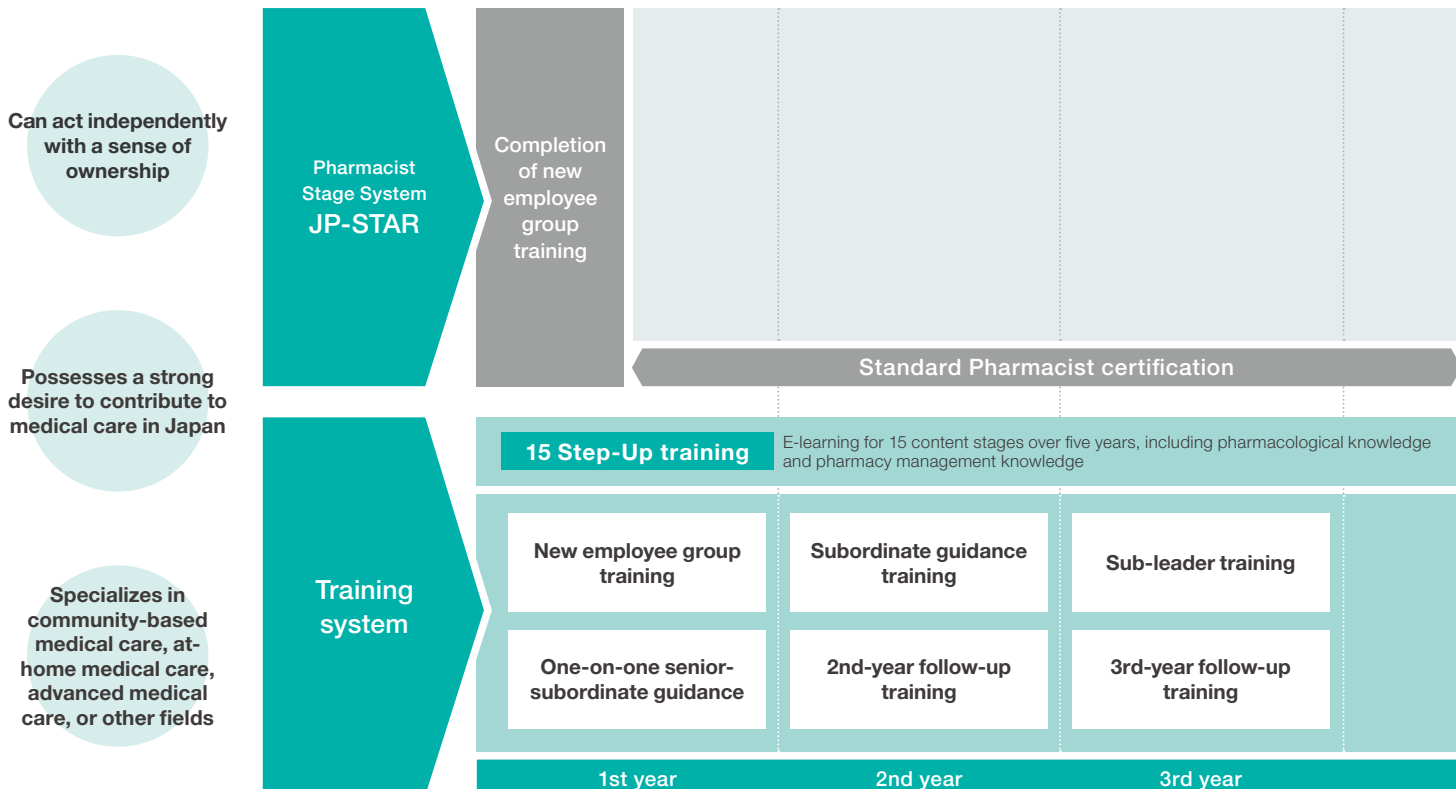 Can act independently
with a sense of
ownership
Possesses a strong
desire to contribute to
medical care in Japan
Specializes in
community-based
medical care, at-
home medical care,
advanced medical
care, or other fields
Pharmacist
Stage System
JP-STAR
Completion
of new
employee
group
training
Standard Pharmacist certification
Training
system
15 Step-Up training
E-learning for 15 content stages over five years, including pharmacological knowledge
and pharmacy management knowledge
New employee group
training
Subordinate guidance
training
Sub-leader training
One-on-one senior-
subordinate guidance
2nd-year follow-up
training
3rd-year follow-up
training
1st year
2nd year
3rd year